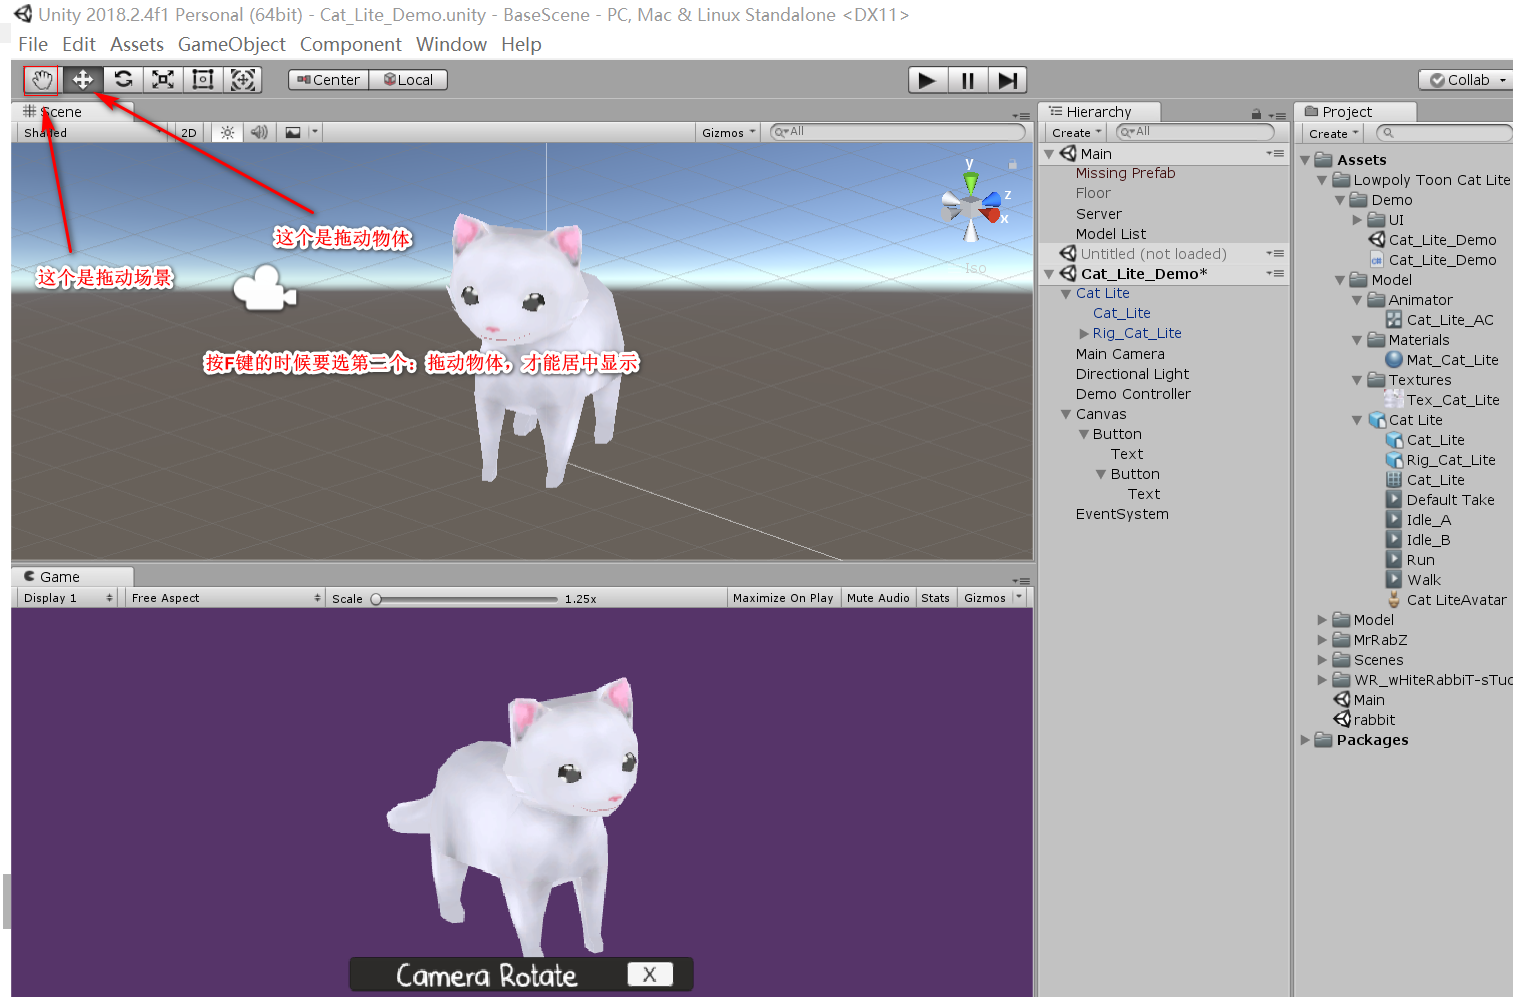 Unity 2018.2.4f1 Personal (64bit) - Cat_Lite_Demo.unity - BaseScene - PC, Mac & Linux Standalone <DX11>
File Edit Assets GameObject Component Window Help
Center Local Collab
Scene
Shaded 2D Gizmos All
这个是拖动物体
这个是拖动场景
按F键的时候要选第二个：拖动物体，才能居中显示
y
z
x
Iso
Game
Display 1 Free Aspect Scale 1.25x Maximize On Play Mute Audio Stats Gizmos
Camera Rotate X
Hierarchy
Create All
Main
Missing Prefab
Floor
Server
Model List
Untitled (not loaded)
Cat_Lite_Demo*
Cat Lite
Cat_Lite
Rig_Cat_Lite
Main Camera
Directional Light
Demo Controller
Canvas
Button
Text
Button
Text
EventSystem
Project
Create
Assets
Lowpoly Toon Cat Lite
Demo
UI
Cat_Lite_Demo
Cat_Lite_Demo
Model
Animator
Cat_Lite_AC
Materials
Mat_Cat_Lite
Textures
Tex_Cat_Lite
Cat Lite
Cat_Lite
Rig_Cat_Lite
Cat_Lite
Default Take
Idle_A
Idle_B
Run
Walk
Cat LiteAvatar
Model
MrRabZ
Scenes
WR_wHiteRabbiT-sTuc
Main
rabbit
Packages